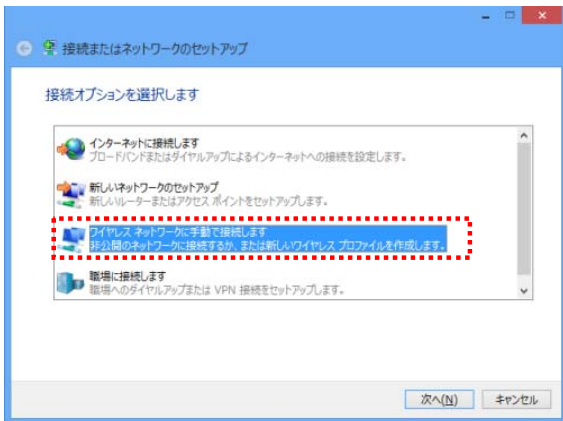 接続またはネットワークのセットアップ
接続オプションを選択します
インターネットに接続します
ブロードバンドまたはダイヤルアップによるインターネットへの接続を設定します。
新しいネットワークのセットアップ
新しいルーターまたはアクセス ポイントをセットアップします。
ワイヤレス ネットワークに手動で接続します
非公開のネットワークに接続するか、または新しいワイヤレス プロファイルを作成します。
職場に接続します
職場へのダイヤルアップまたは VPN 接続をセットアップします。
次へ(N)
キャンセル